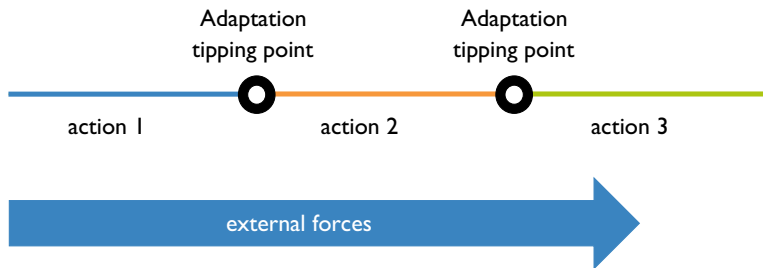 Adaptation
tipping point
Adaptation
tipping point
action 1
action 2
action 3
external forces